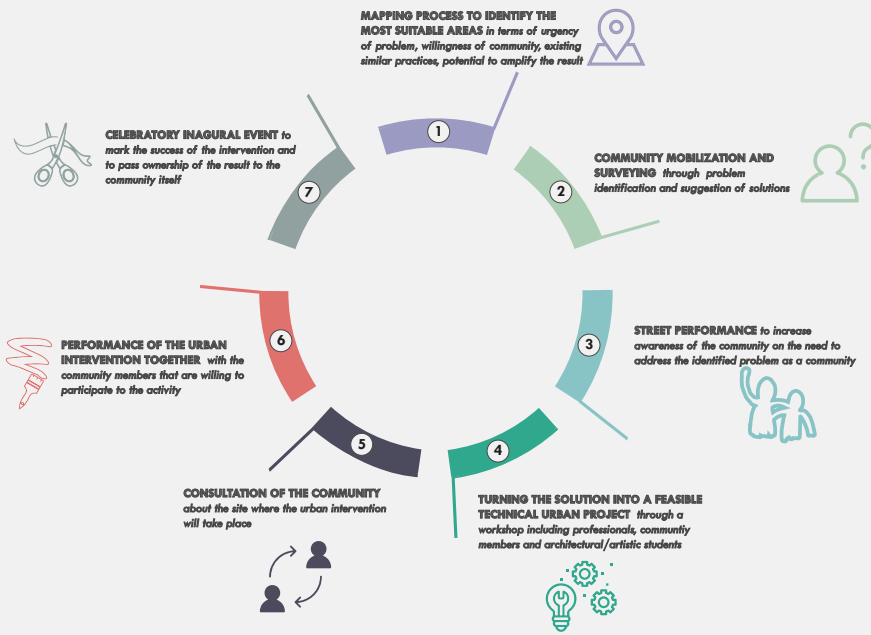 MAPPING PROCESS TO IDENTIFY THE
MOST SUITABLE AREAS in terms of urgency
of problem, willingness of community, existing
similar practices, potential to amplify the result
1
COMMUNITY MOBILIZATION AND
SURVEYING through problem
identification and suggestion of solutions
2
STREET PERFORMANCE to increase
awareness of the community on the need to
address the identified problem as a community
3
TURNING THE SOLUTION INTO A FEASIBLE
TECHNICAL URBAN PROJECT through a
workshop including professionals, communtiy
members and architectural/artistic students
4
CONSULTATION OF THE COMMUNITY
about the site where the urban intervention
will take place
5
PERFORMANCE OF THE URBAN
INTERVENTION TOGETHER with the
community members that are willing to
participate to the activity
6
CELEBRATORY INAGURAL EVENT to
mark the success of the intervention and
to pass ownership of the result to the
community itself
7